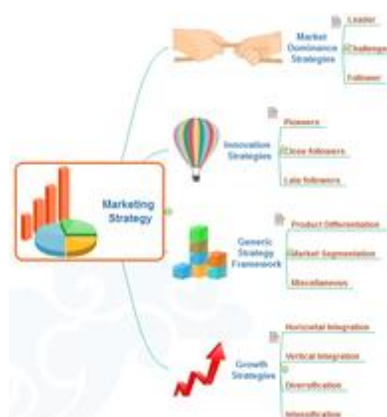 Marketing
Strategy
Market
Dominance
Strategies
Leader
Challenge
Follower
Innovation
Strategies
Pioneers
Close followers
Late followers
Generic
Strategy
Framework
Product Differentiation
Market Segmentation
Miscellaneous
Growth
Strategies
Horizontal Integration
Vertical Integration
Diversification
Intensification